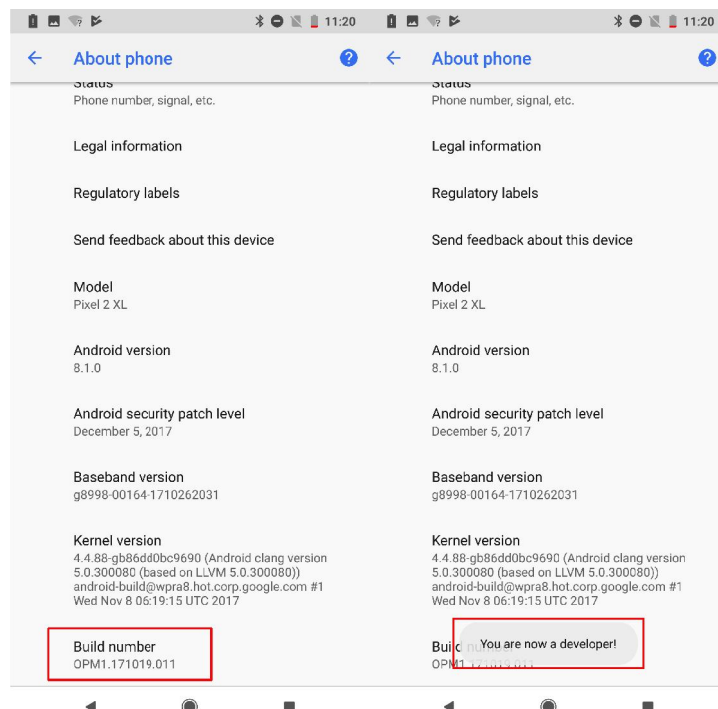 11:20
About phone
Status
Phone number, signal, etc.
Legal information
Regulatory labels
Send feedback about this device
Model
Pixel 2 XL
Android version
8.1.0
Android security patch level
December 5, 2017
Baseband version
g8998-00164-1710262031
Kernel version
4.4.88-gb86dd0bc9690 (Android clang version
5.0.300080 (based on LLVM 5.0.300080))
android-build@wpra8.hot.corp.google.com #1
Wed Nov 8 06:19:15 UTC 2017
Build number
OPM1.171019.011
11:20
About phone
Status
Phone number, signal, etc.
Legal information
Regulatory labels
Send feedback about this device
Model
Pixel 2 XL
Android version
8.1.0
Android security patch level
December 5, 2017
Baseband version
g8998-00164-1710262031
Kernel version
4.4.88-gb86dd0bc9690 (Android clang version
5.0.300080 (based on LLVM 5.0.300080))
android-build@wpra8.hot.corp.google.com #1
Wed Nov 8 06:19:15 UTC 2017
Build number
You are now a developer!
OPM1.171019.011